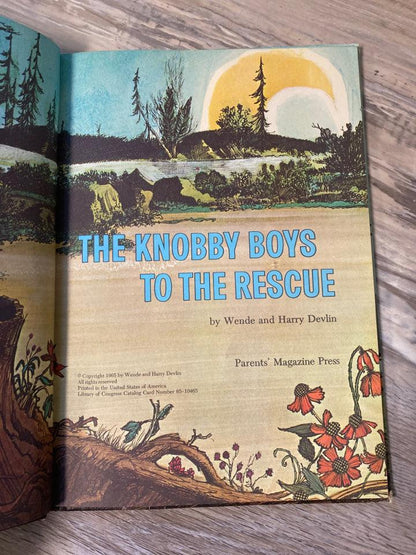 THE KNOBBY BOYS
TO THE RESCUE
by Wende and Harry Devlin
Parents' Magazine Press
© Copyright 1965 by Wende and Harry Devlin
All rights reserved
Printed in the United States of America
Library of Congress Catalog Card Number 65-10465